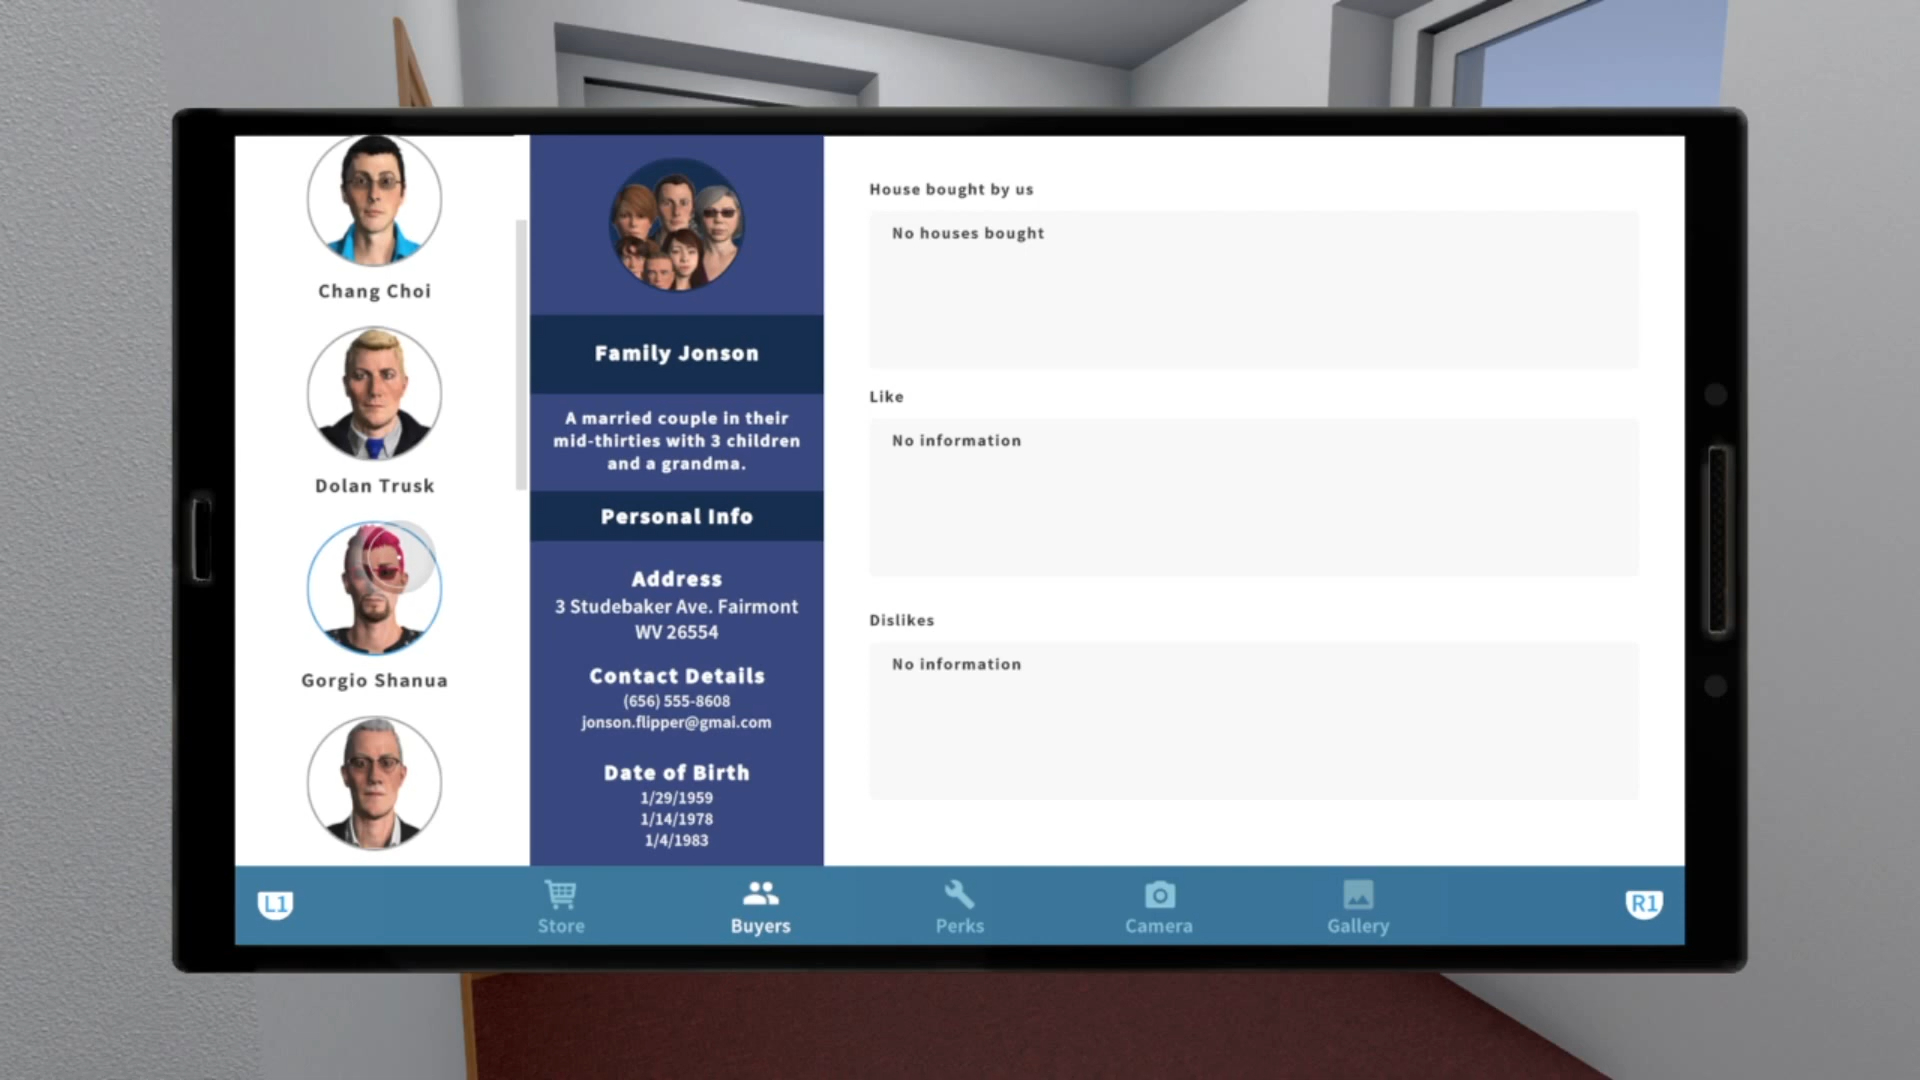 Chang Choi
Dolan Trusk
Gorgio Shanua
Family Jonson
A married couple in their
mid-thirties with 3 children
and a grandma.
Personal Info
Address
3 Studebaker Ave. Fairmont
WV 26554
Contact Details
(656) 555-8608
jonson.flipper@gmai.com
Date of Birth
1/29/1959
1/14/1978
1/4/1983
House bought by us
No houses bought
Like
No information
Dislikes
No information
L1
Store
Buyers
Perks
Camera
Gallery
R1